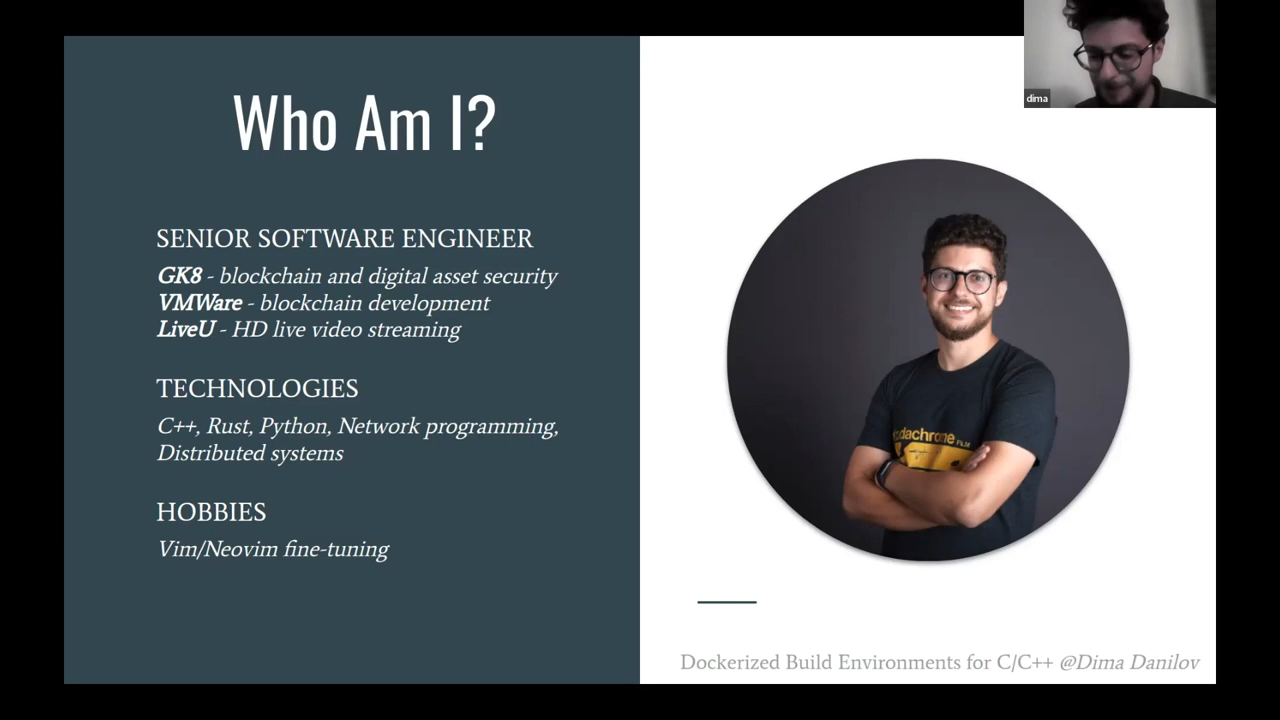 Who Am I?
dima
SENIOR SOFTWARE ENGINEER
GK8 - blockchain and digital asset security
VMWare - blockchain development
LiveU - HD live video streaming
TECHNOLOGIES
C++, Rust, Python, Network programming,
Distributed systems
HOBBIES
Vim/Neovim fine-tuning
Dockerized Build Environments for C/C++ @Dima Danilov